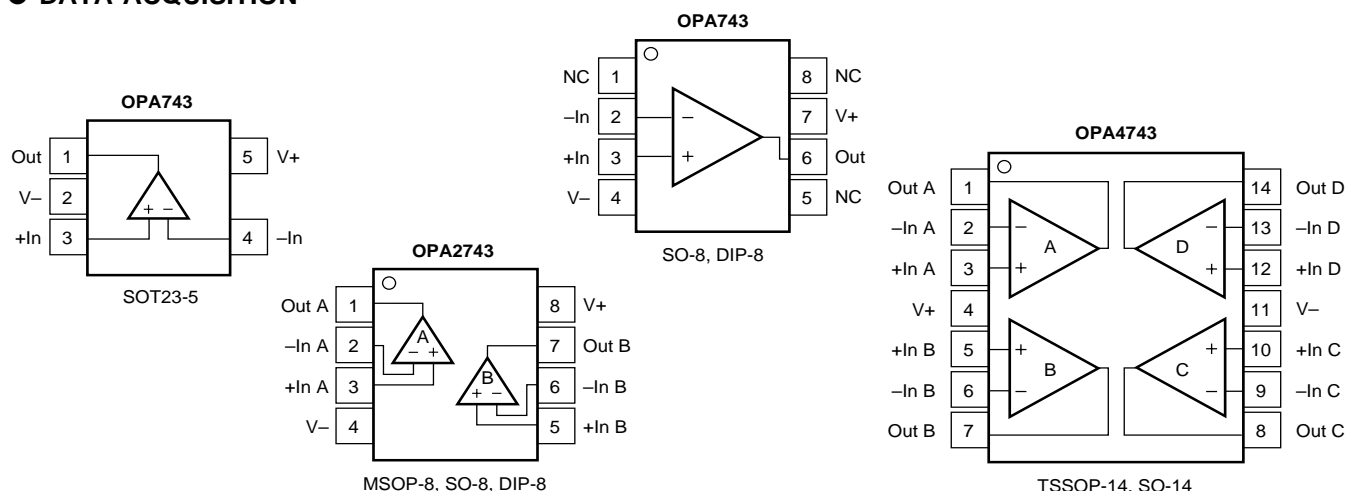 ● DATA ACQUISITION
OPA743
Out 1
5 V+
V– 2
+ –
+In 3
4 –In
SOT23-5
OPA2743
Out A 1
8 V+
A
–In A 2
– +
7 Out B
B
+In A 3
+ –
6 –In B
V– 4
5 +In B
MSOP-8, SO-8, DIP-8
OPA743
NC 1
8 NC
–In 2
–
7 V+
+In 3
+
6 Out
V– 4
5 NC
SO-8, DIP-8
OPA4743
Out A 1
14 Out D
–In A 2
–
–
13 –In D
A
D
+In A 3
+
+
12 +In D
V+ 4
11 V–
+In B 5
+
+
10 +In C
B
C
–In B 6
–
–
9 –In C
Out B 7
8 Out C
TSSOP-14, SO-14